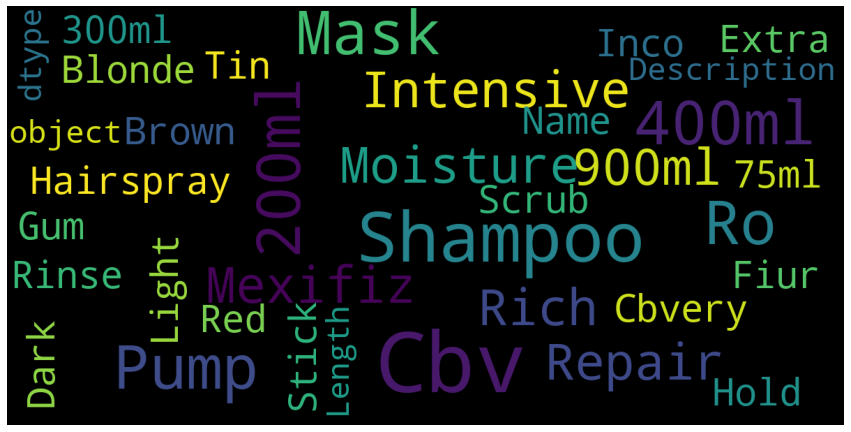 dtype
300ml
Mask
Inco
Extra
Blonde
Tin
Description
Intensive
object
Brown
200ml
Name
400ml
Hairspray
Moisture
900ml
75ml
Scrub
Gum
Shampoo
Ro
Rinse
Light
Mexifiz
Fiur
Red
Stick
Length
Rich
Cbvery
Dark
Pump
Cbv
Repair
Hold